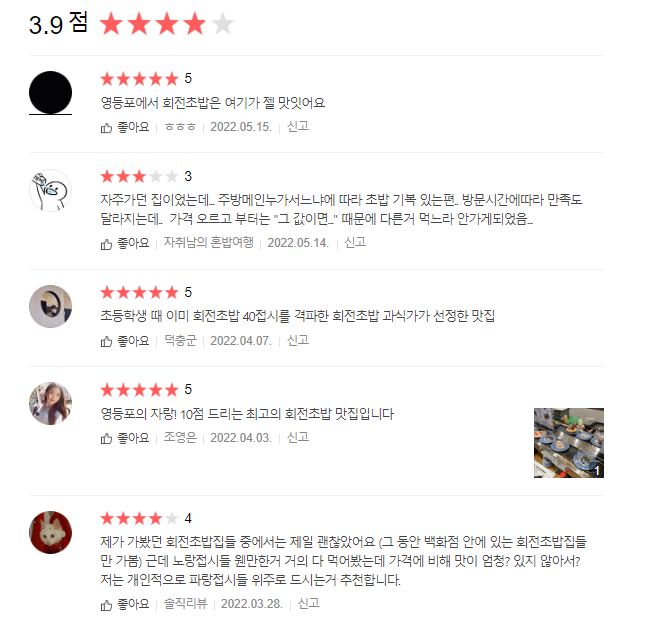 3.9 점
5
영등포에서 회전초밥은 여기가 젤 맛잇어요
좋아요 ㅎㅎㅎ 2022.05.15. 신고
3
자주가던 집이었는데... 주방메인누가서느냐에 따라 초밥 기복 있는편.. 방문시간에따라 만족도
달라지는데.. 가격 오르고 부터는 "그 값이면..." 때문에 다른거 먹느라 안가게되었음...
좋아요 자취남의 혼밥여행 2022.05.14. 신고
5
초등학생 때 이미 회전초밥 40접시를 격파한 회전초밥 과식가가 선정한 맛집
좋아요 덕충군 2022.04.07. 신고
5
영등포의 자랑! 10점 드리는 최고의 회전초밥 맛집입니다
좋아요 조영은 2022.04.03. 신고
1
4
제가 가봤던 회전초밥집들 중에서는 제일 괜찮았어요 (그 동안 백화점 안에 있는 회전초밥집들
만 가봄) 근데 노랑접시들 웬만한거 거의 다 먹어봤는데 가격에 비해 맛이 엄청? 있지 않아서?
저는 개인적으로 파랑접시들 위주로 드시는거 추천합니다.
좋아요 솔직리뷰 2022.03.28. 신고